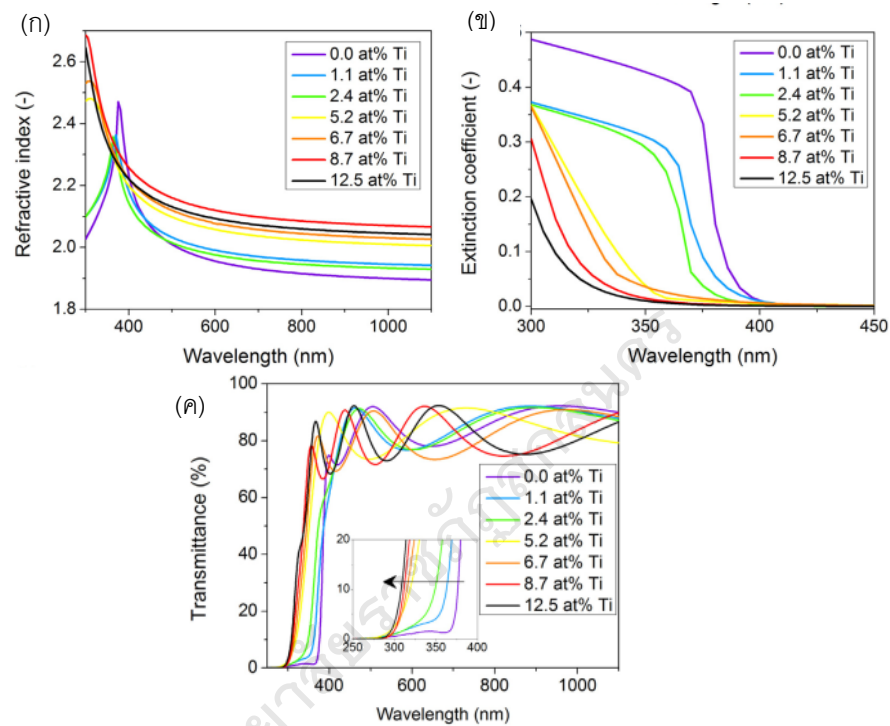 (ก)
2.6
2.4
2.2
2.0
1.8
Refractive index (-)
400 600 800 1000
Wavelength (nm)
0.0 at% Ti
1.1 at% Ti
2.4 at% Ti
5.2 at% Ti
6.7 at% Ti
8.7 at% Ti
12.5 at% Ti
(ข)
0.4
0.3
0.2
0.1
0.0
Extinction coefficient (-)
300 350 400 450
Wavelength (nm)
0.0 at% Ti
1.1 at% Ti
2.4 at% Ti
5.2 at% Ti
6.7 at% Ti
8.7 at% Ti
12.5 at% Ti
(ค)
100
80
60
40
20
0
Transmittance (%)
400 600 800 1000
Wavelength (nm)
0.0 at% Ti
1.1 at% Ti
2.4 at% Ti
5.2 at% Ti
6.7 at% Ti
8.7 at% Ti
12.5 at% Ti
20
10
0
250 300 350 400